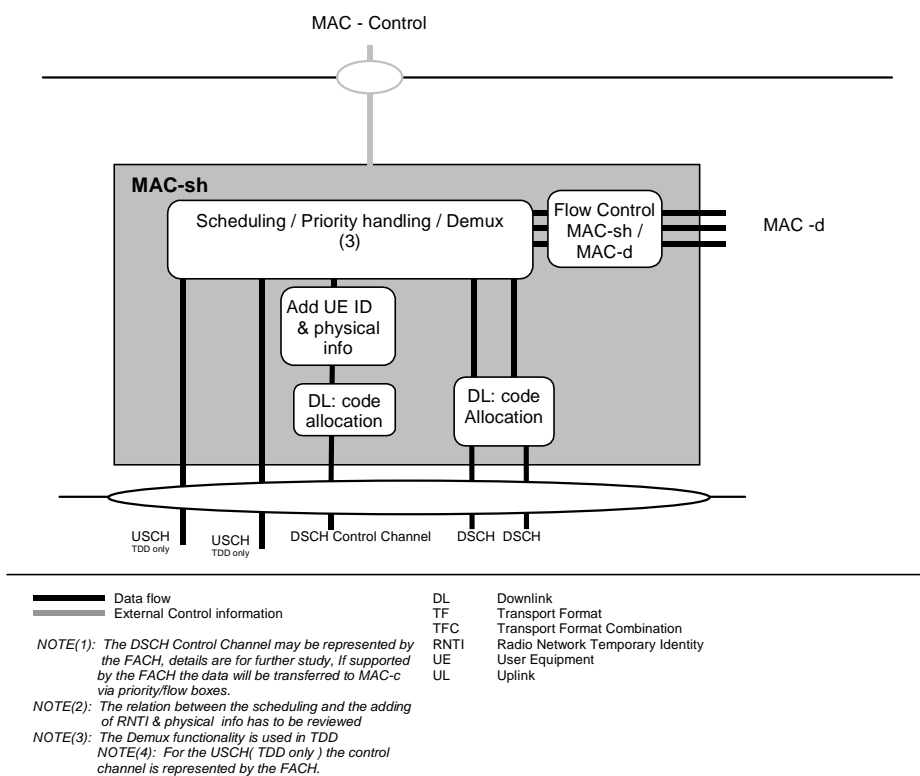 MAC - Control
MAC-sh
Scheduling / Priority handling / Demux
(3)
Flow Control
MAC-sh /
MAC-d
MAC -d
Add UE ID
& physical
info
DL: code
allocation
DL: code
Allocation
USCH
TDD only
USCH
TDD only
DSCH Control Channel
DSCH
DSCH
Data flow
External Control information
NOTE(1): The DSCH Control Channel may be represented by
the FACH, details are for further study, If supported
by the FACH the data will be transferred to MAC-c
via priority/flow boxes.
NOTE(2): The relation between the scheduling and the adding
of RNTI & physical info has to be reviewed
NOTE(3): The Demux functionality is used in TDD
NOTE(4): For the USCH( TDD only ) the control
channel is represented by the FACH.
DL Downlink
TF Transport Format
TFC Transport Format Combination
RNTI Radio Network Temporary Identity
UE User Equipment
UL Uplink